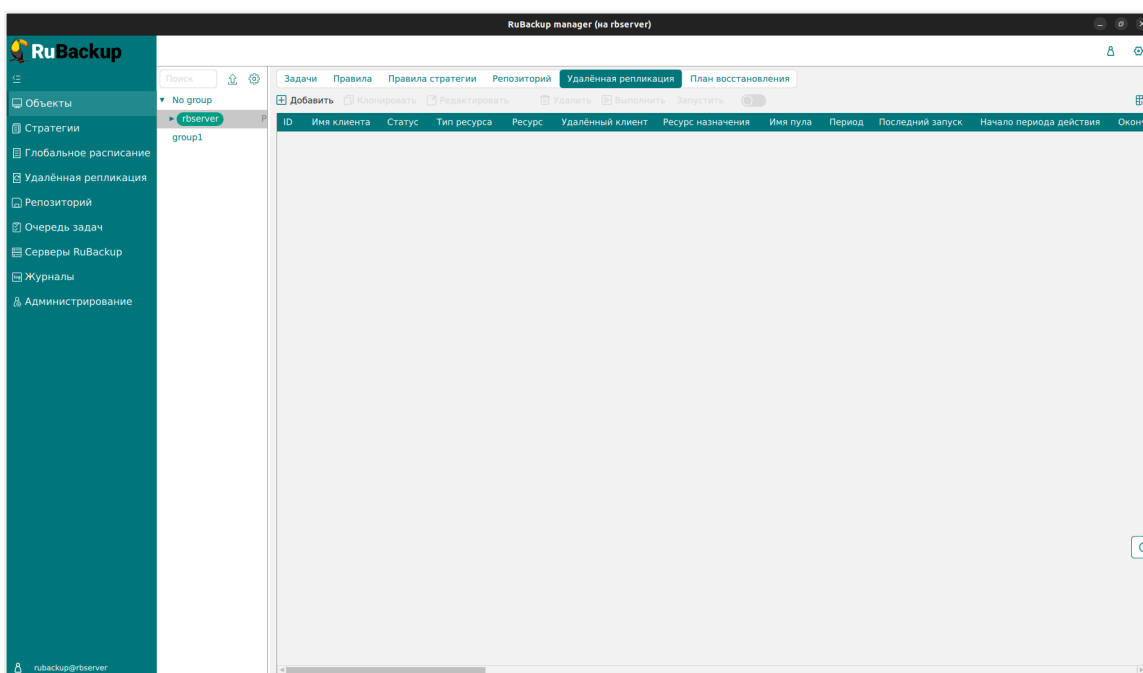 RuBackup manager (на rbserver)
RuBackup
Поиск
Задачи Правила Правила стратегии Репозиторий Удалённая репликация План восстановления
Объекты
No group
Добавить Клонировать Редактировать Удалить Выполнить Запустить
rbserver
ID Имя клиента Статус Тип ресурса Ресурс Удалённый клиент Ресурс назначения Имя пула Период Последний запуск Начало периода действия
Стратегии
group1
Глобальное расписание
Удалённая репликация
Репозиторий
Очередь задач
Серверы RuBackup
Журналы
Администрирование
rubackup@rbserver